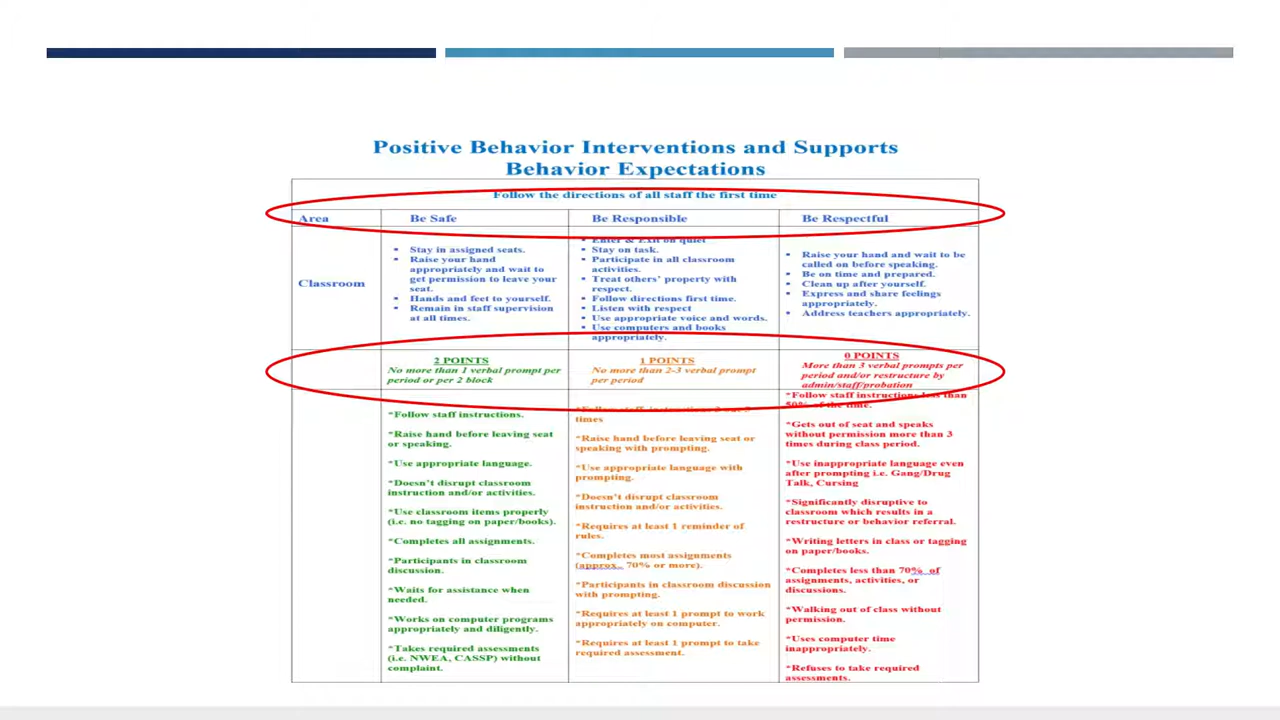 Positive Behavior Interventions and Supports
Behavior Expectations
Follow the directions of all staff the first time
Area
Be Safe
Be Responsible
Be Respectful
Classroom
▪ Stay in assigned seats.
▪ Raise your hand
appropriately and wait to
get permission to leave your
seat.
▪ Hands and feet to yourself.
▪ Remain in staff supervision
at all times.
▪ Enter & Exit on quiet
▪ Stay on task.
▪ Participate in all classroom
activities.
▪ Treat others' property with
respect.
▪ Follow directions first time.
▪ Listen with respect
▪ Use appropriate voice and words.
▪ Use computers and books
appropriately.
▪ Raise your hand and wait to be
called on before speaking.
▪ Be on time and prepared.
▪ Clean up after yourself.
▪ Express and share feelings
appropriately.
▪ Address teachers appropriately.
2 POINTS
No more than 1 verbal prompt per
period or per 2 block
1 POINTS
No more than 2-3 verbal prompt
per period
0 POINTS
More than 3 verbal prompts per
period and/or restructure by
admin/staff/probation
*Follow staff instructions.
*Raise hand before leaving seat
or speaking.
*Use appropriate language.
*Doesn't disrupt classroom
instruction and/or activities.
*Use classroom items properly
(i.e. no tagging on paper/books).
*Completes all assignments.
*Participants in classroom
discussion.
*Waits for assistance when
needed.
*Works on computer programs
appropriately and diligently.
*Takes required assessments
(i.e. NWEA, CASSP) without
complaint.
*Follow staff instructions 2 out 3
times
*Raise hand before leaving seat or
speaking with prompting.
*Use appropriate language with
prompting.
*Doesn't disrupt classroom
instruction and/or activities.
*Requires at least 1 reminder of
rules.
*Completes most assignments
(approx.. 70% or more).
*Participants in classroom discussion
with prompting.
*Requires at least 1 prompt to work
appropriately on computer.
*Requires at least 1 prompt to take
required assessment.
*Follow staff instructions less than
50% of the time.
*Gets out of seat and speaks
without permission more than 3
times during class period.
*Use inappropriate language even
after prompting i.e. Gang/Drug
Talk, Cursing
*Significantly disruptive to
classroom which results in a
restructure or behavior referral.
*Writing letters in class or tagging
on paper/books.
*Completes less than 70% of
assignments, activities, or
discussions.
*Walking out of class without
permission.
*Uses computer time
inappropriately.
*Refuses to take required
assessments.